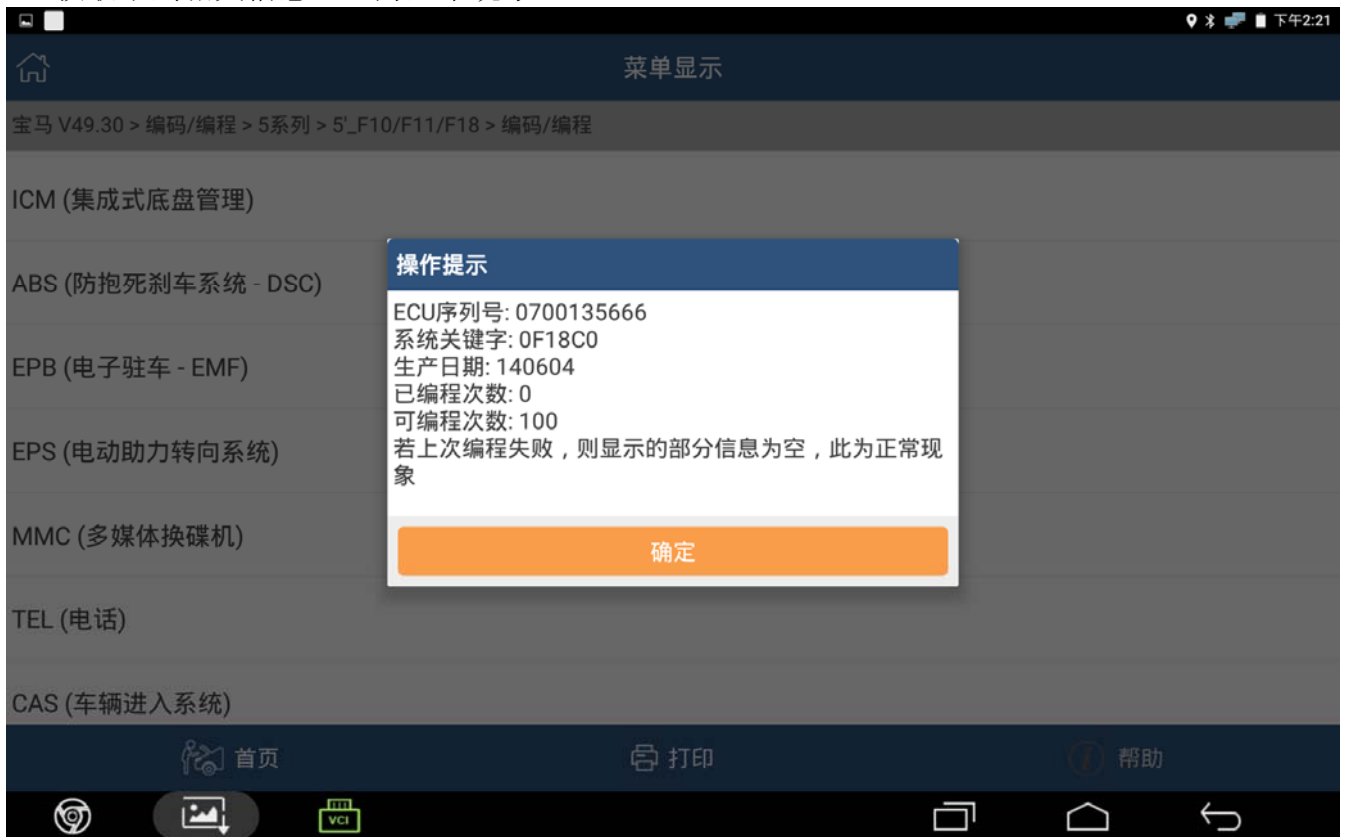 下午2:21
菜单显示
宝马 V49.30 > 编码/编程 > 5系列 > 5'_F10/F11/F18 > 编码/编程
ICM (集成式底盘管理)
ABS (防抱死刹车系统 - DSC)
EPB (电子驻车 - EMF)
EPS (电动助力转向系统)
MMC (多媒体换碟机)
TEL (电话)
CAS (车辆进入系统)
操作提示
ECU序列号: 0700135666
系统关键字: 0F18C0
生产日期: 140604
已编程次数: 0
可编程次数: 100
若上次编程失败，则显示的部分信息为空，此为正常现
象
确定
首页
打印
帮助
VCI